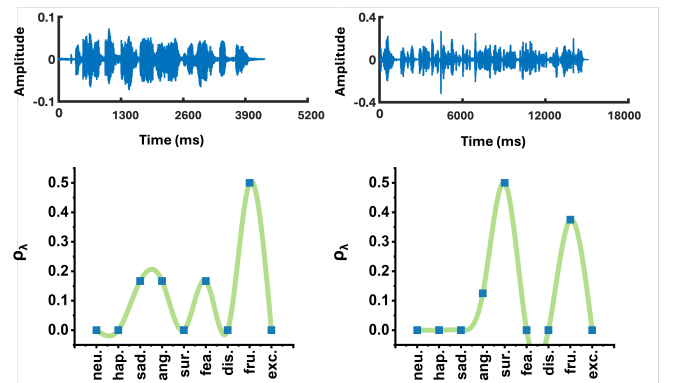 0.1
0
-0.1
Amplitude
0 1300 2600 3900 5200
Time (ms)
0.4
0
-0.4
Amplitude
0 6000 12000 18000
Time (ms)
0.5
0.4
0.3
0.2
0.1
0.0
ρλ
neu. hap. sad. ang. sur. fea. dis. fru. exc.
0.5
0.4
0.3
0.2
0.1
0.0
ρλ
neu. hap. sad. ang. sur. fea. dis. fru. exc.